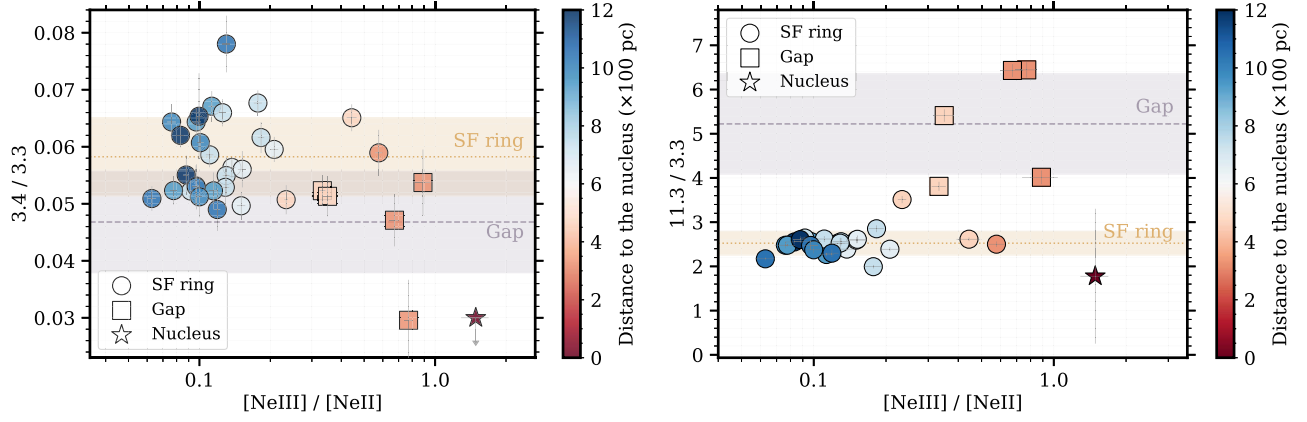 0.08
0.07
0.06
0.05
0.04
0.03
3.4 / 3.3
SF ring
Gap
SF ring
Gap
Nucleus
0.1
1.0
[NeIII] / [NeII]
12
10
8
6
4
2
0
Distance to the nucleus (×100 pc)
7
6
5
4
3
2
1
0
11.3 / 3.3
SF ring
Gap
Nucleus
Gap
SF ring
0.1
1.0
[NeIII] / [NeII]
12
10
8
6
4
2
0
Distance to the nucleus (×100 pc)